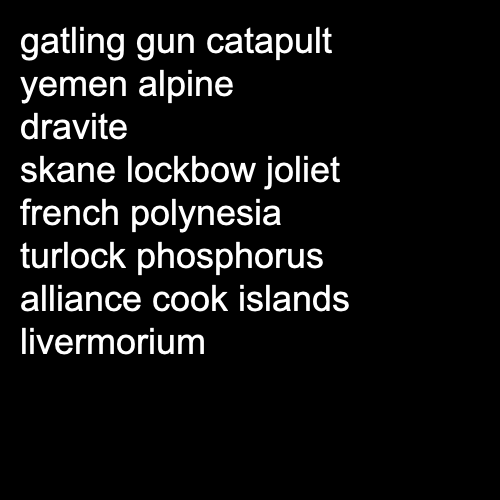 gatling gun catapult
yemen alpine
dravite
skane lockbow joliet
french polynesia
turlock phosphorus
alliance cook islands
livermorium